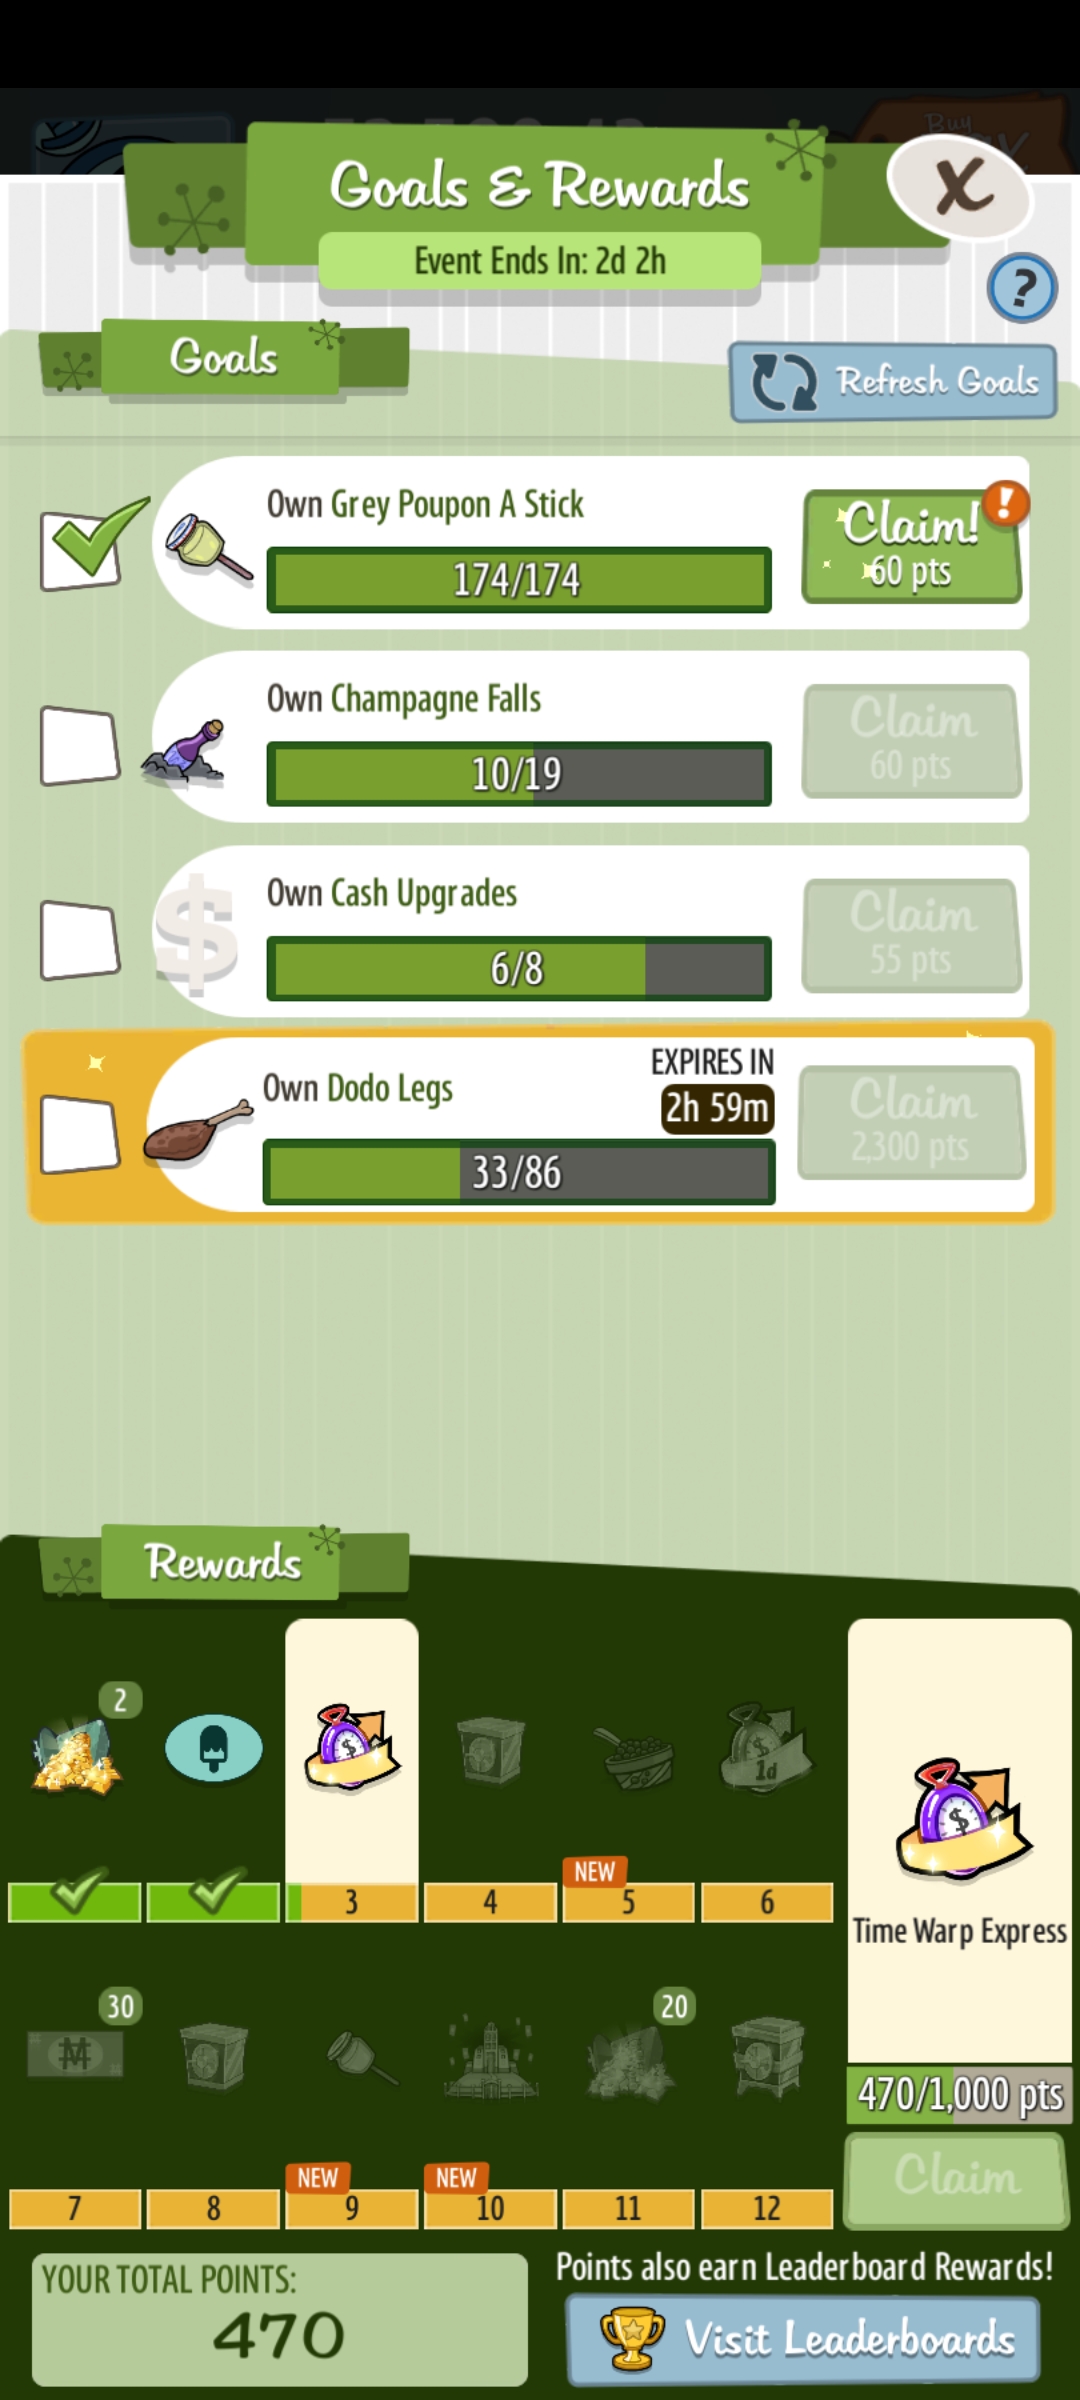 Buy
Goals & Rewards
X
Event Ends In: 2d 2h
?
Goals
Refresh Goals
Own Grey Poupon A Stick
174/174
Claim!
!
60 pts
Own Champagne Falls
10/19
Claim
60 pts
$
Own Cash Upgrades
6/8
Claim
55 pts
Own Dodo Legs
EXPIRES IN
2h 59m
33/86
Claim
2,300 pts
Rewards
2
$
1d
$
3
4
NEW
5
6
Time Warp Express
30
20
470/1,000 pts
Claim
7
8
NEW
9
NEW
10
11
12
YOUR TOTAL POINTS:
470
Points also earn Leaderboard Rewards!
Visit Leaderboards